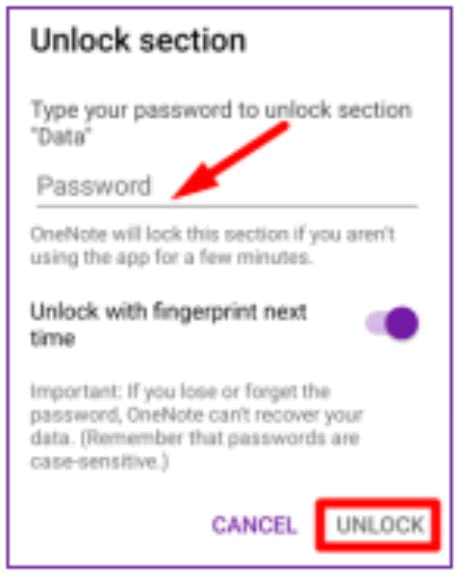 Unlock section
Type your password to unlock section
"Data"
Password
OneNote will lock this section if you aren't
using the app for a few minutes.
Unlock with fingerprint next
time
Important: If you lose or forget the
password, OneNote can't recover your
data. (Remember that passwords are
case-sensitive.)
CANCEL UNLOCK